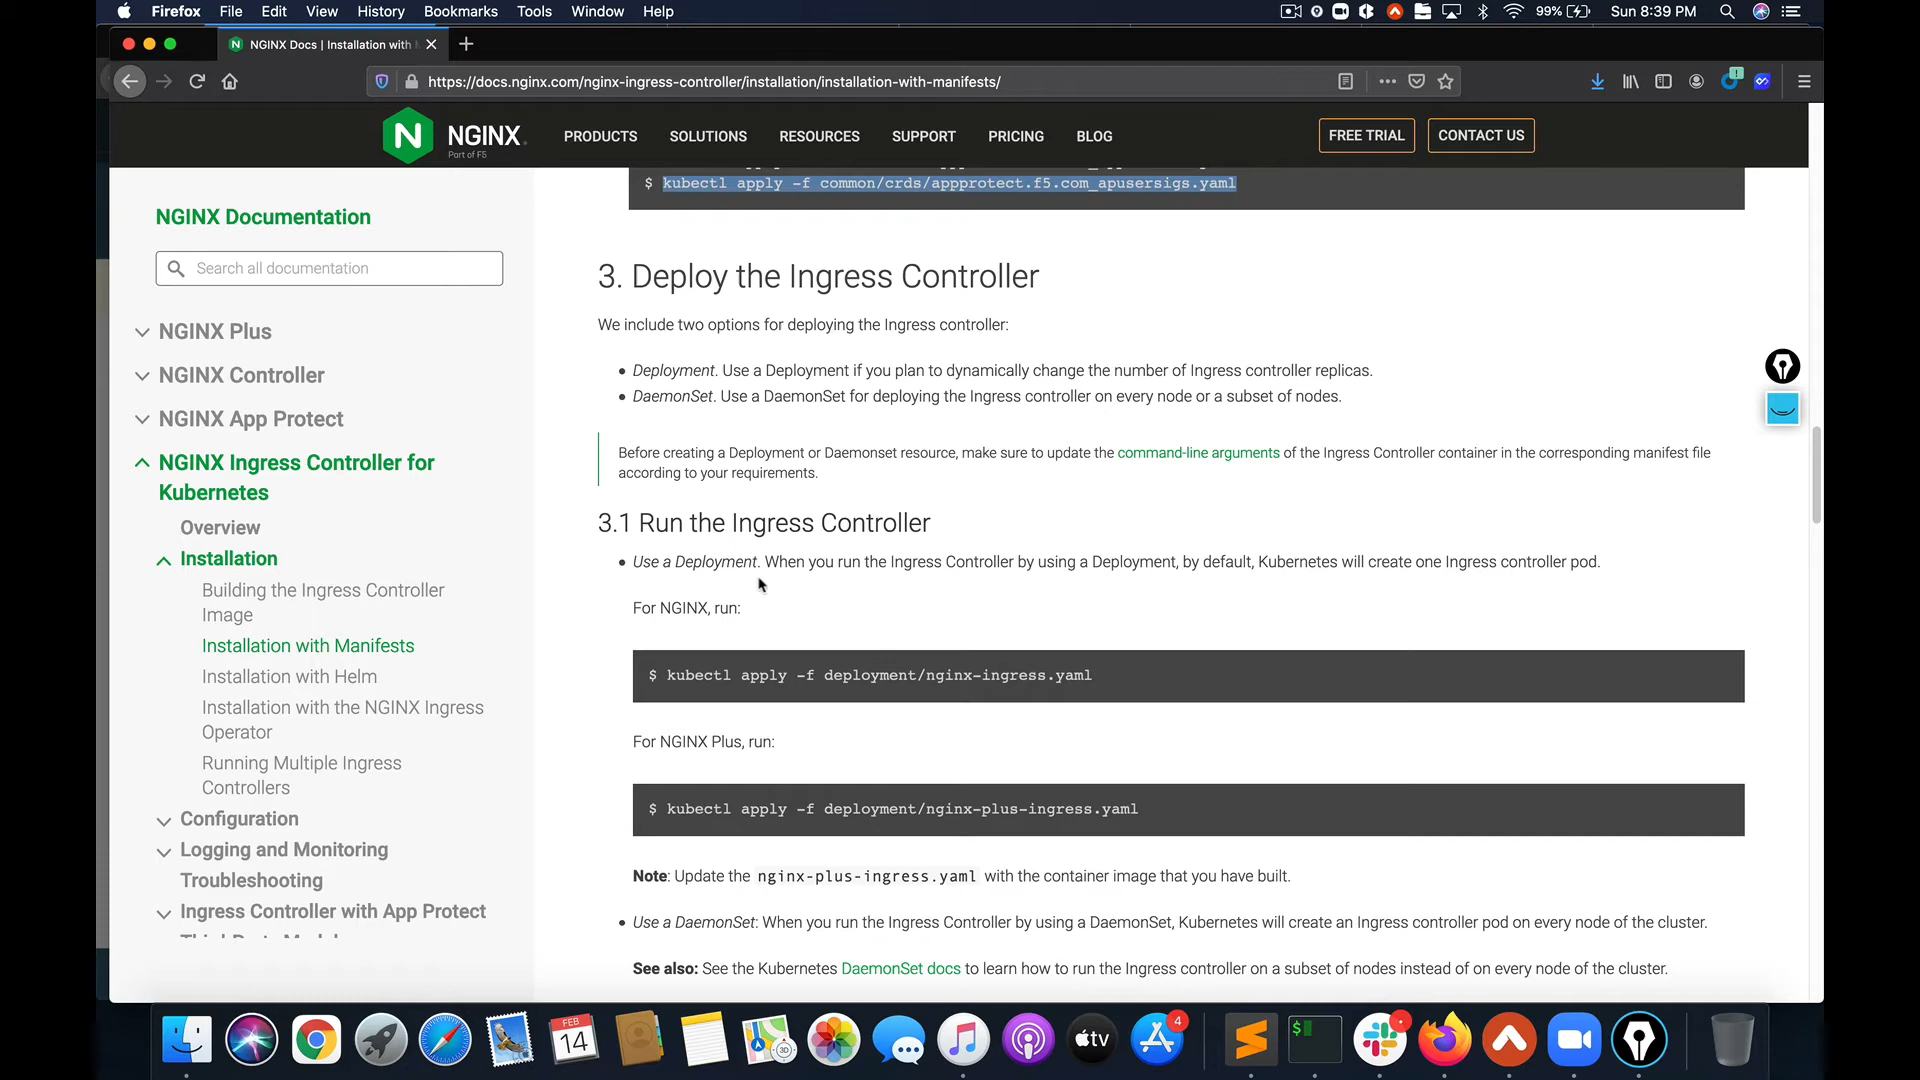 Firefox File Edit View History Bookmarks Tools Window Help 99% Sun 8:39 PM
NGINX Docs | Installation with
https://docs.nginx.com/nginx-ingress-controller/installation/installation-with-manifests/
NGINX
Part of F5
PRODUCTS SOLUTIONS RESOURCES SUPPORT PRICING BLOG FREE TRIAL CONTACT US
$ kubectl apply -f common/crds/appprotect.f5.com_apusersigs.yaml
NGINX Documentation
Search all documentation
NGINX Plus
NGINX Controller
NGINX App Protect
NGINX Ingress Controller for
Kubernetes
Overview
Installation
Building the Ingress Controller
Image
Installation with Manifests
Installation with Helm
Installation with the NGINX Ingress
Operator
Running Multiple Ingress
Controllers
Configuration
Logging and Monitoring
Troubleshooting
Ingress Controller with App Protect
3. Deploy the Ingress Controller
We include two options for deploying the Ingress controller:
Deployment. Use a Deployment if you plan to dynamically change the number of Ingress controller replicas.
DaemonSet. Use a DaemonSet for deploying the Ingress controller on every node or a subset of nodes.
Before creating a Deployment or Daemonset resource, make sure to update the command-line arguments of the Ingress Controller container in the corresponding manifest file
according to your requirements.
3.1 Run the Ingress Controller
Use a Deployment. When you run the Ingress Controller by using a Deployment, by default, Kubernetes will create one Ingress controller pod.
For NGINX, run:
$ kubectl apply -f deployment/nginx-ingress.yaml
For NGINX Plus, run:
$ kubectl apply -f deployment/nginx-plus-ingress.yaml
Note: Update the nginx-plus-ingress.yaml with the container image that you have built.
Use a DaemonSet: When you run the Ingress Controller by using a DaemonSet, Kubernetes will create an Ingress controller pod on every node of the cluster.
See also: See the Kubernetes DaemonSet docs to learn how to run the Ingress controller on a subset of nodes instead of on every node of the cluster.
FEB
14
3D
tv
4
$